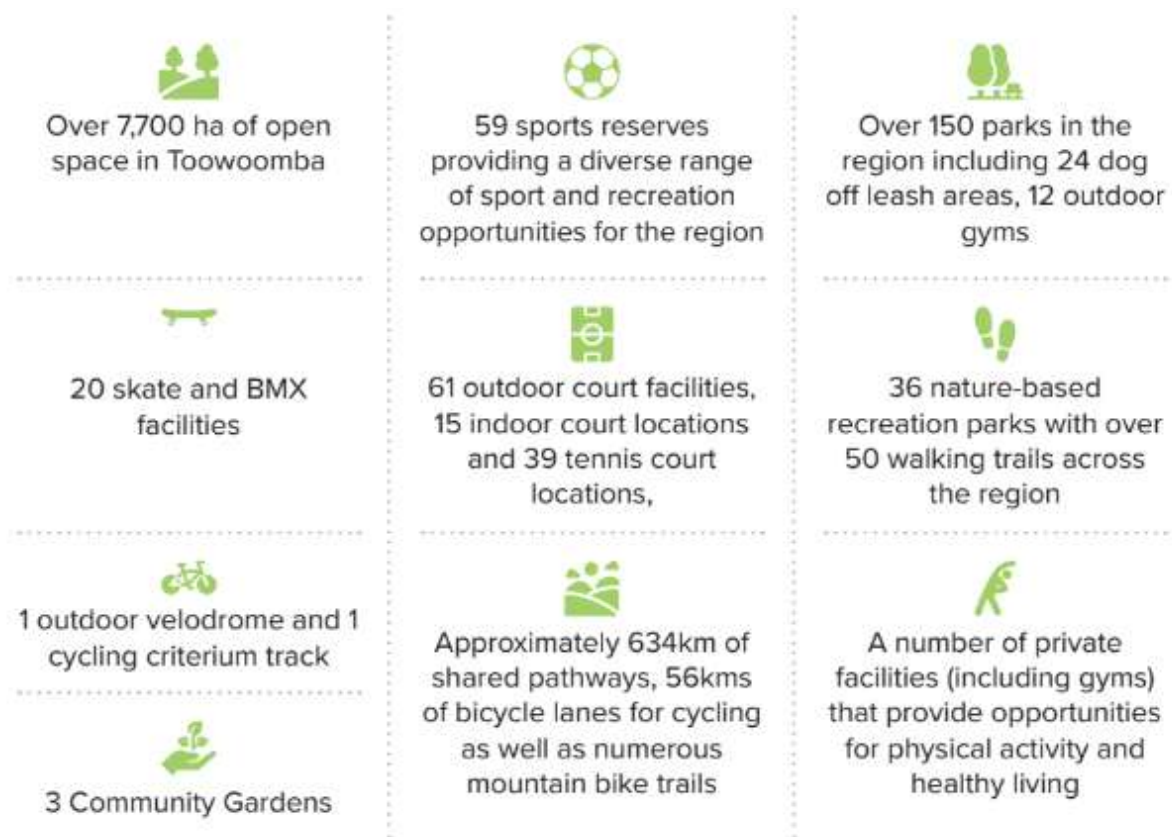 Over 7,700 ha of open
space in Toowoomba
59 sports reserves
providing a diverse range
of sport and recreation
opportunities for the region
Over 150 parks in the
region including 24 dog
off leash areas, 12 outdoor
gyms
20 skate and BMX
facilities
61 outdoor court facilities,
15 indoor court locations
and 39 tennis court
locations,
36 nature-based
recreation parks with over
50 walking trails across
the region
1 outdoor velodrome and 1
cycling criterium track
3 Community Gardens
Approximately 634km of
shared pathways, 56kms
of bicycle lanes for cycling
as well as numerous
mountain bike trails
A number of private
facilities (including gyms)
that provide opportunities
for physical activity and
healthy living